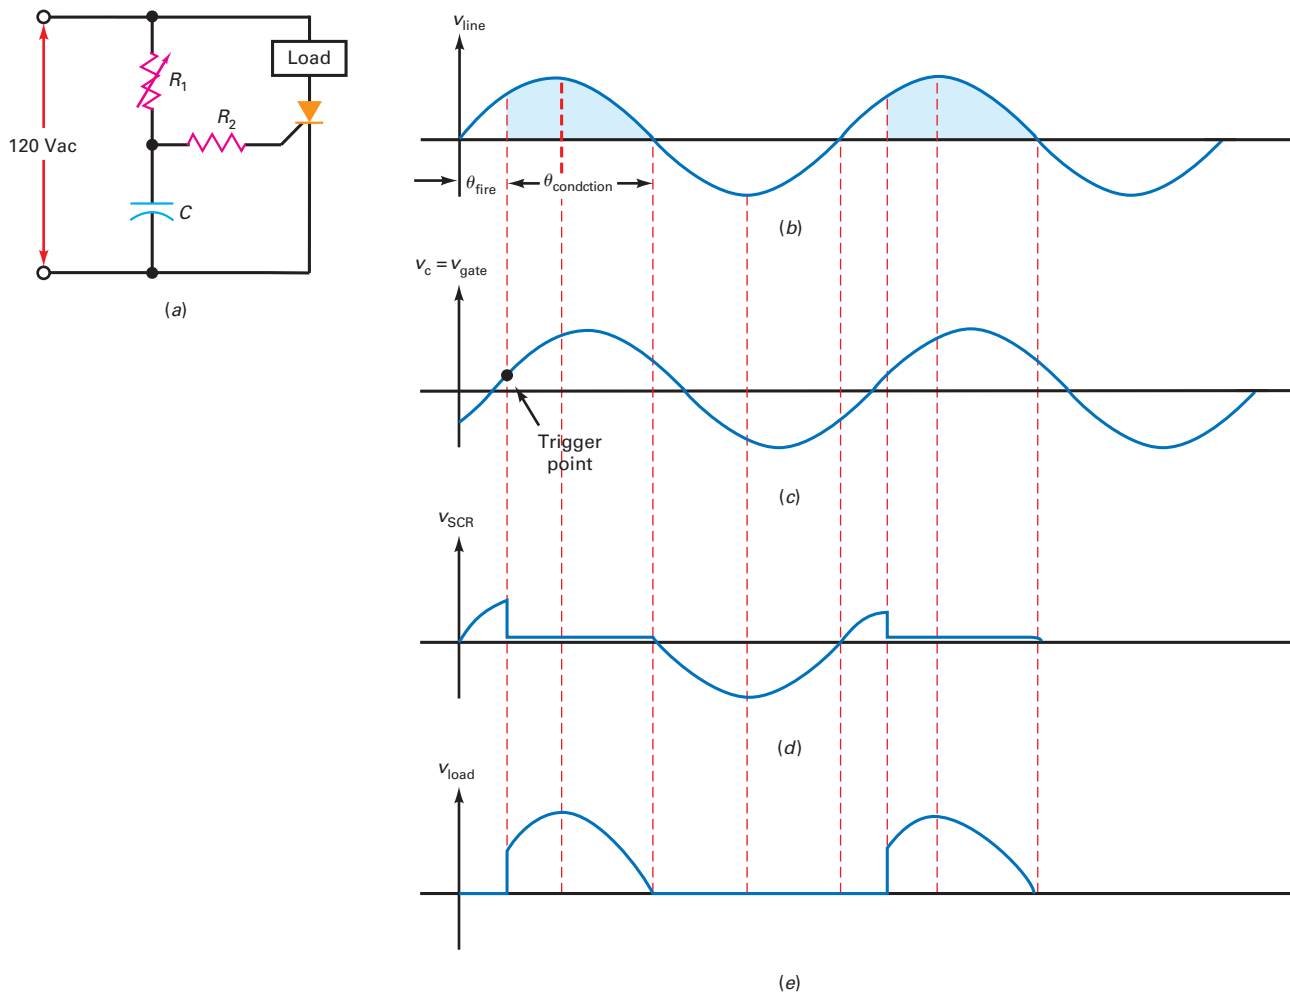 120 Vac
R1
R2
C
Load
(a)
vline
θfire
θcondction
(b)
vc = vgate
Trigger
point
(c)
vSCR
(d)
vload
(e)